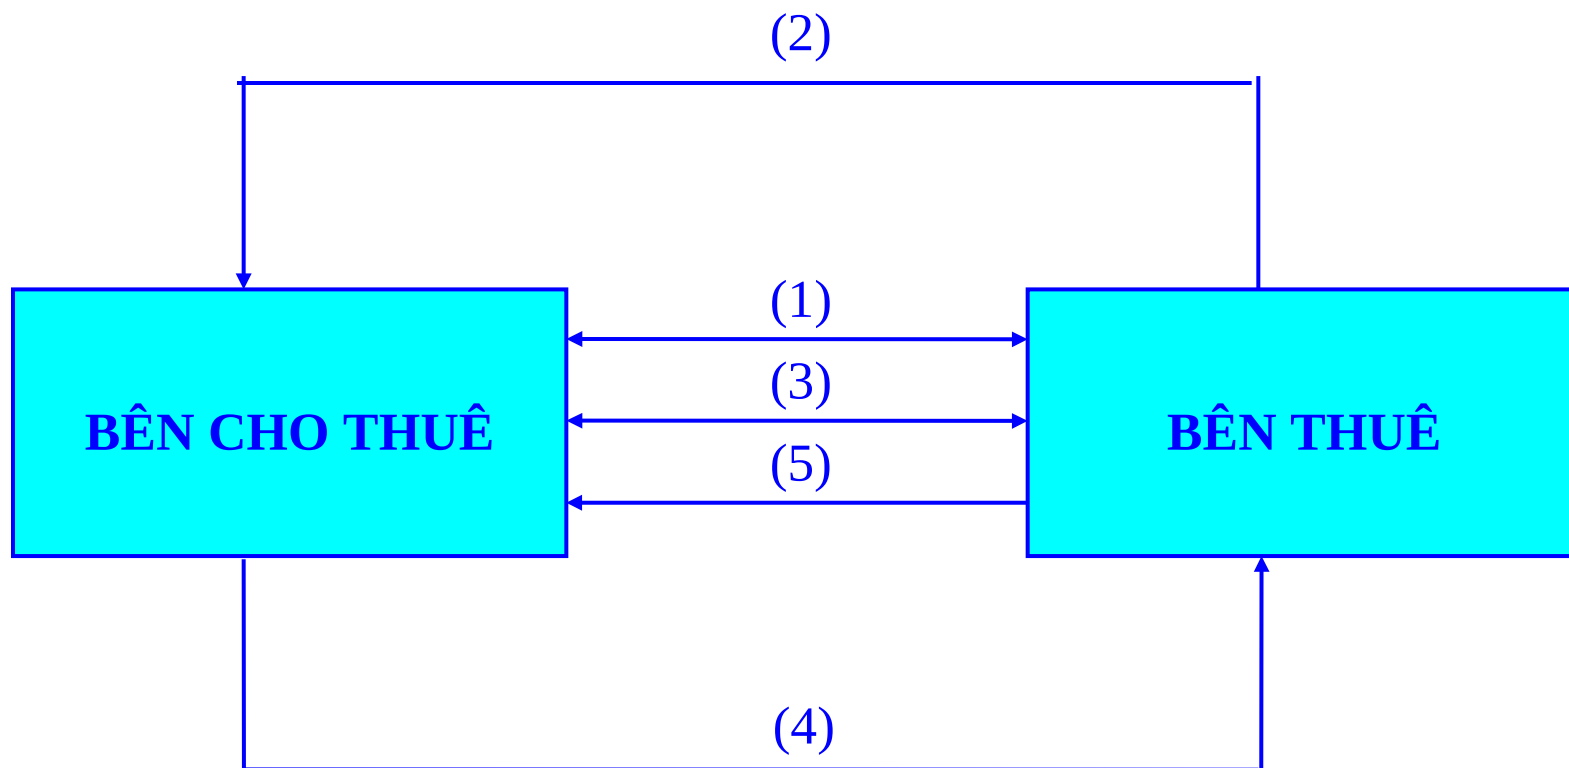 (2)
(1)
(3)
BÊN CHO THUÊ
BÊN THUÊ
(5)
(4)